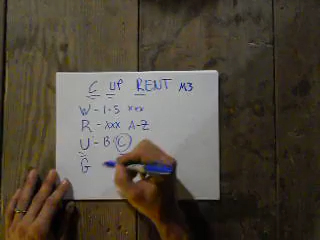 C UP RENT M3
W - 1-5 xxx
R - xxx A-Z
U - B C
G